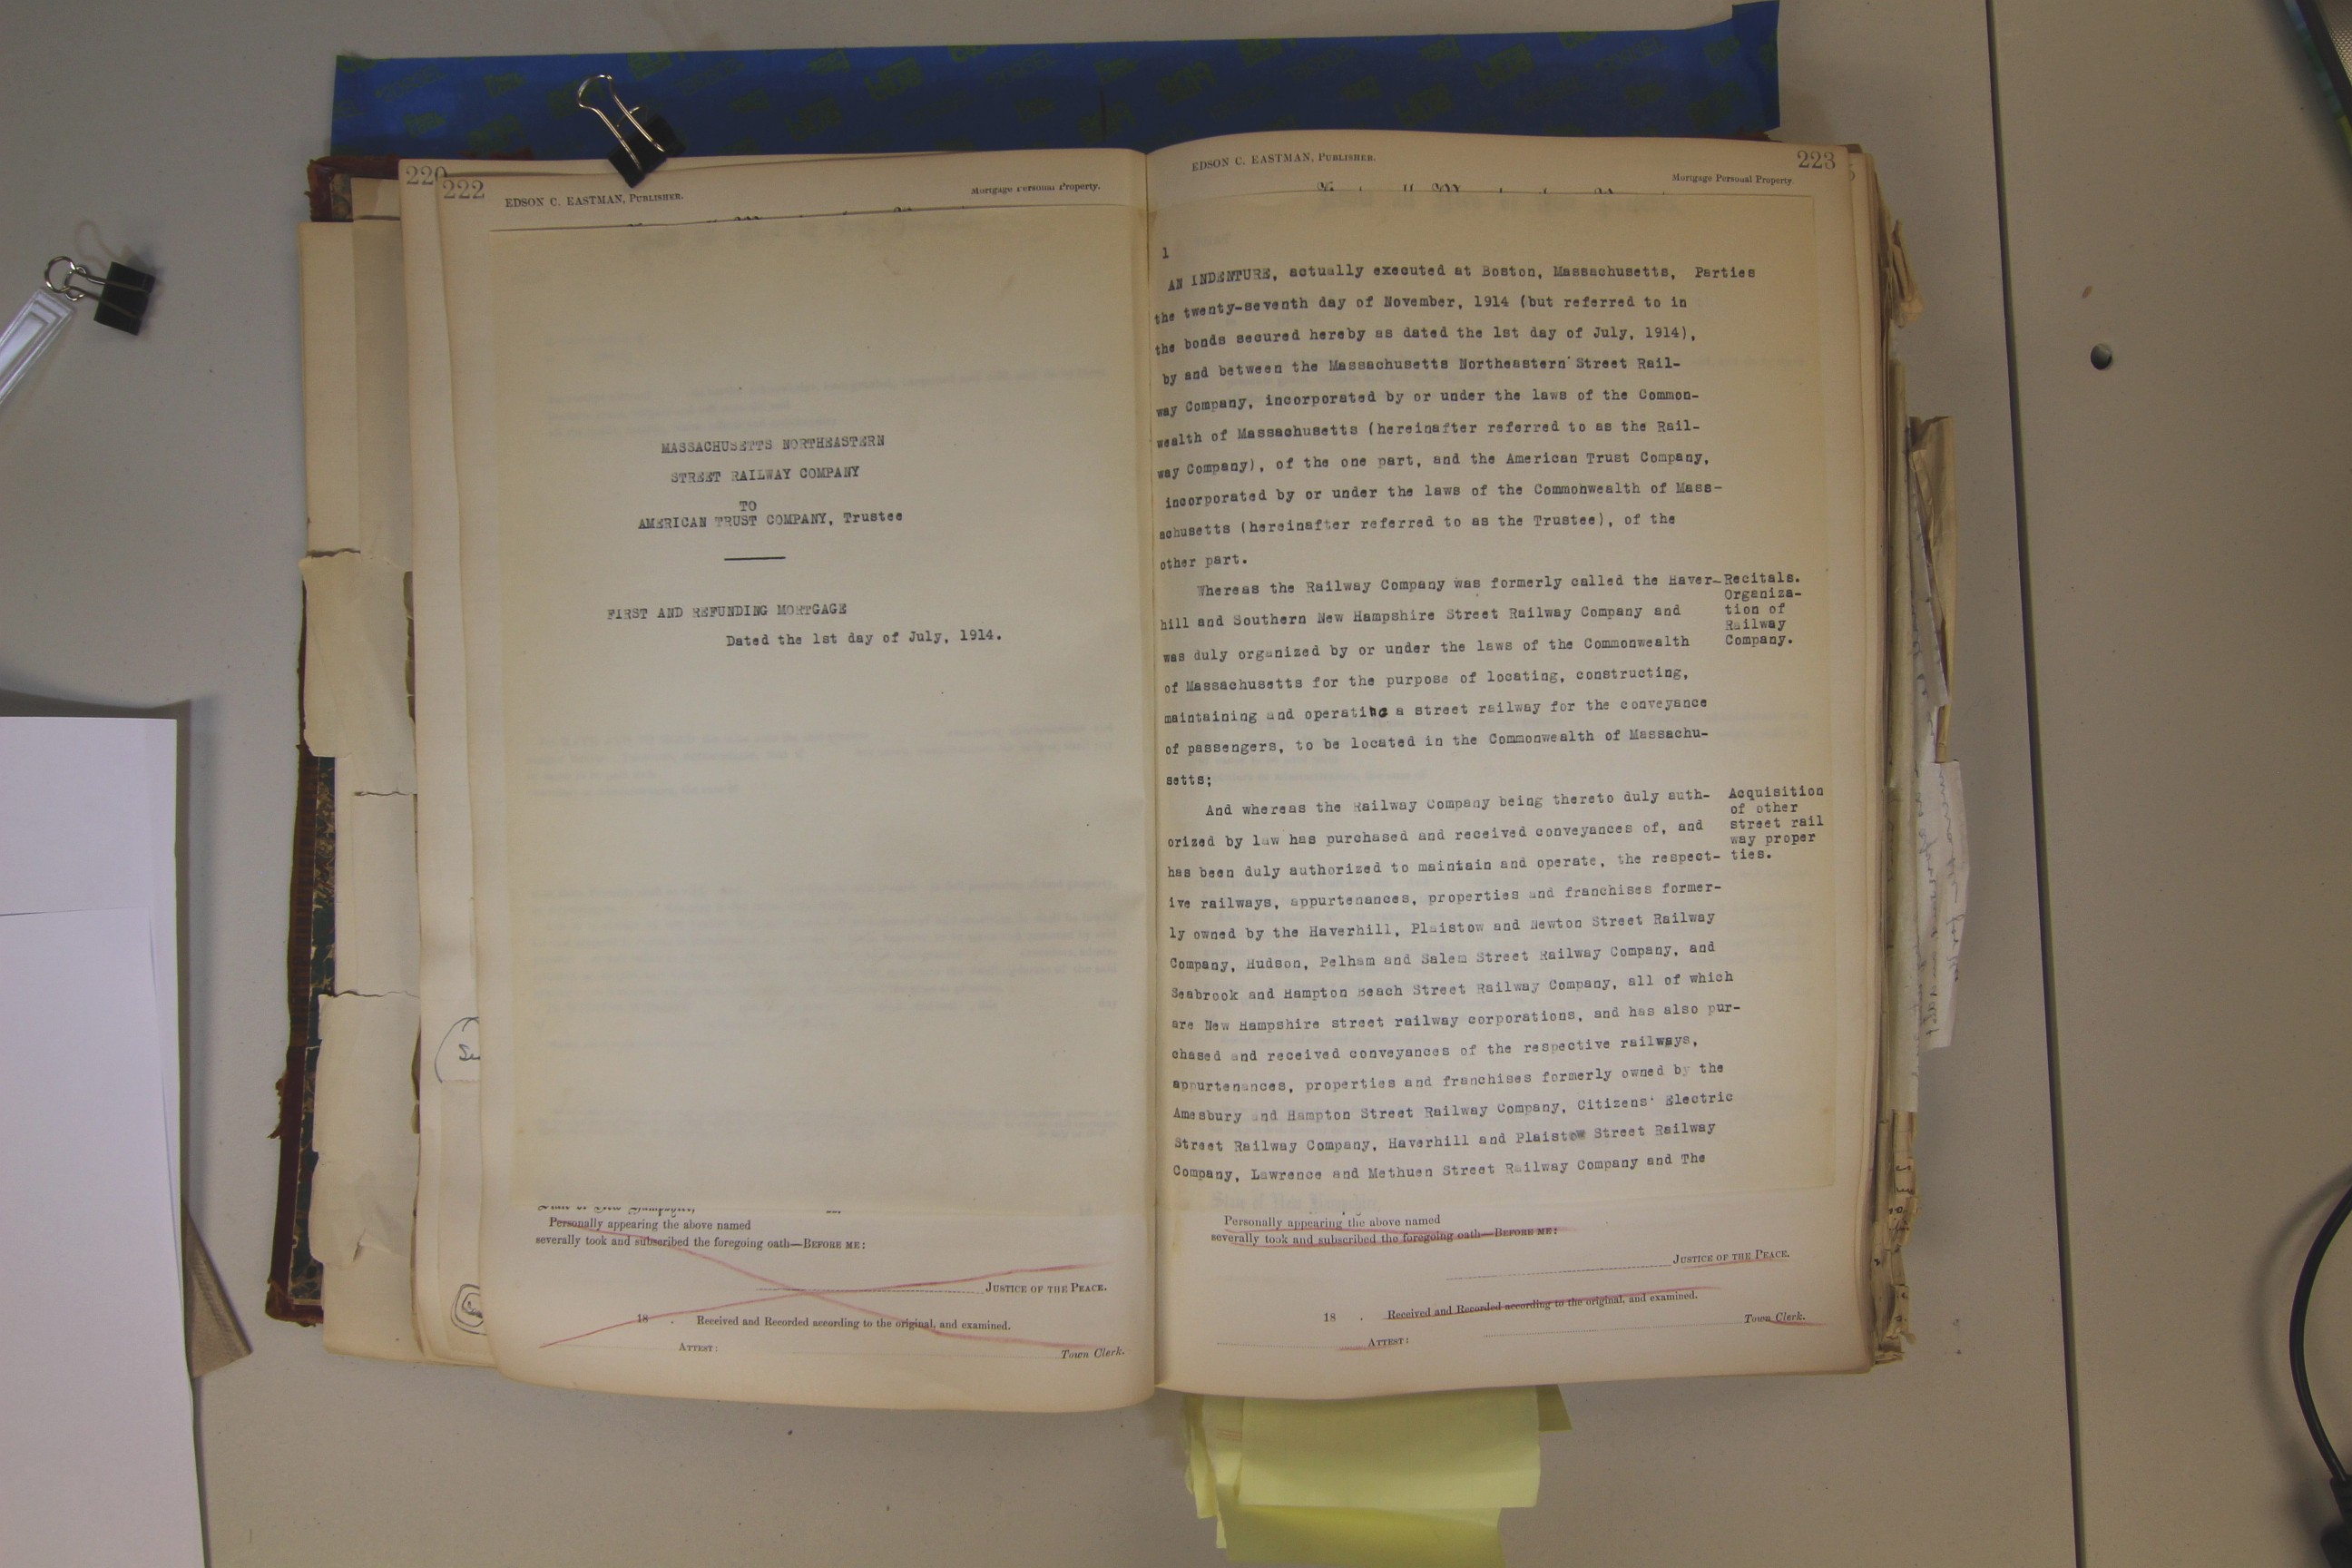 220
222
EDSON C. EASTMAN, PUBLISHER.
Mortgage Personal Property.
MASSACHUSETTS NORTHEASTERN
STREET RAILWAY COMPANY
TO
AMERICAN TRUST COMPANY, Trustee
FIRST AND REFUNDING MORTGAGE
Dated the 1st day of July, 1914.
State of New Hampshire,
Personally appearing the above named
severally took and subscribed the foregoing oath—BEFORE ME:
JUSTICE OF THE PEACE.
18 . Received and Recorded according to the original, and examined.
ATTEST:
Town Clerk.
EDSON C. EASTMAN, PUBLISHER.
223
Mortgage Personal Property
1
AN INDENTURE, actually executed at Boston, Massachusetts, Parties
the twenty-seventh day of November, 1914 (but referred to in
the bonds secured hereby as dated the 1st day of July, 1914),
by and between the Massachusetts Northeastern Street Rail-
way Company, incorporated by or under the laws of the Common-
wealth of Massachusetts (hereinafter referred to as the Rail-
way Company), of the one part, and the American Trust Company,
incorporated by or under the laws of the Commohwealth of Mass-
achusetts (hereinafter referred to as the Trustee), of the
other part.
Whereas the Railway Company was formerly called the Haver-
hill and Southern New Hampshire Street Railway Company and
was duly organized by or under the laws of the Commonwealth
of Massachusetts for the purpose of locating, constructing,
maintaining and operating a street railway for the conveyance
of passengers, to be located in the Commonwealth of Massachu-
setts;
Recitals.
Organiza-
tion of
Railway
Company.
And whereas the Railway Company being thereto duly auth-
orized by law has purchased and received conveyances of, and
has been duly authorized to maintain and operate, the respect-
ive railways, appurtenances, properties and franchises former-
ly owned by the Haverhill, Plaistow and Newton Street Railway
Company, Hudson, Pelham and Salem Street Railway Company, and
Seabrook and Hampton Beach Street Railway Company, all of which
are New Hampshire street railway corporations, and has also pur-
chased and received conveyances of the respective railways,
appurtenances, properties and franchises formerly owned by the
Amesbury and Hampton Street Railway Company, Citizens' Electric
Street Railway Company, Haverhill and Plaistow Street Railway
Company, Lawrence and Methuen Street Railway Company and The
Acquisition
of other
street rail
way proper
ties.
Personally appearing the above named
severally took and subscribed the foregoing oath—BEFORE ME:
JUSTICE OF THE PEACE.
18 . Received and Recorded according to the original, and examined.
Town Clerk.
ATTEST: